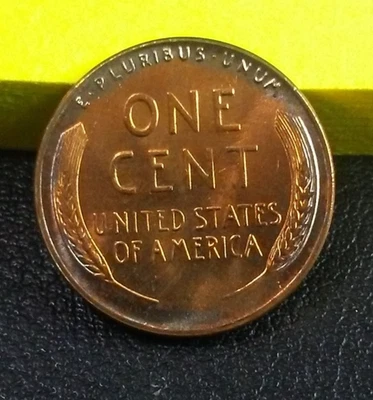 E·PLURIBUS·UNUM
ONE
CENT
UNITED STATES
OF AMERICA